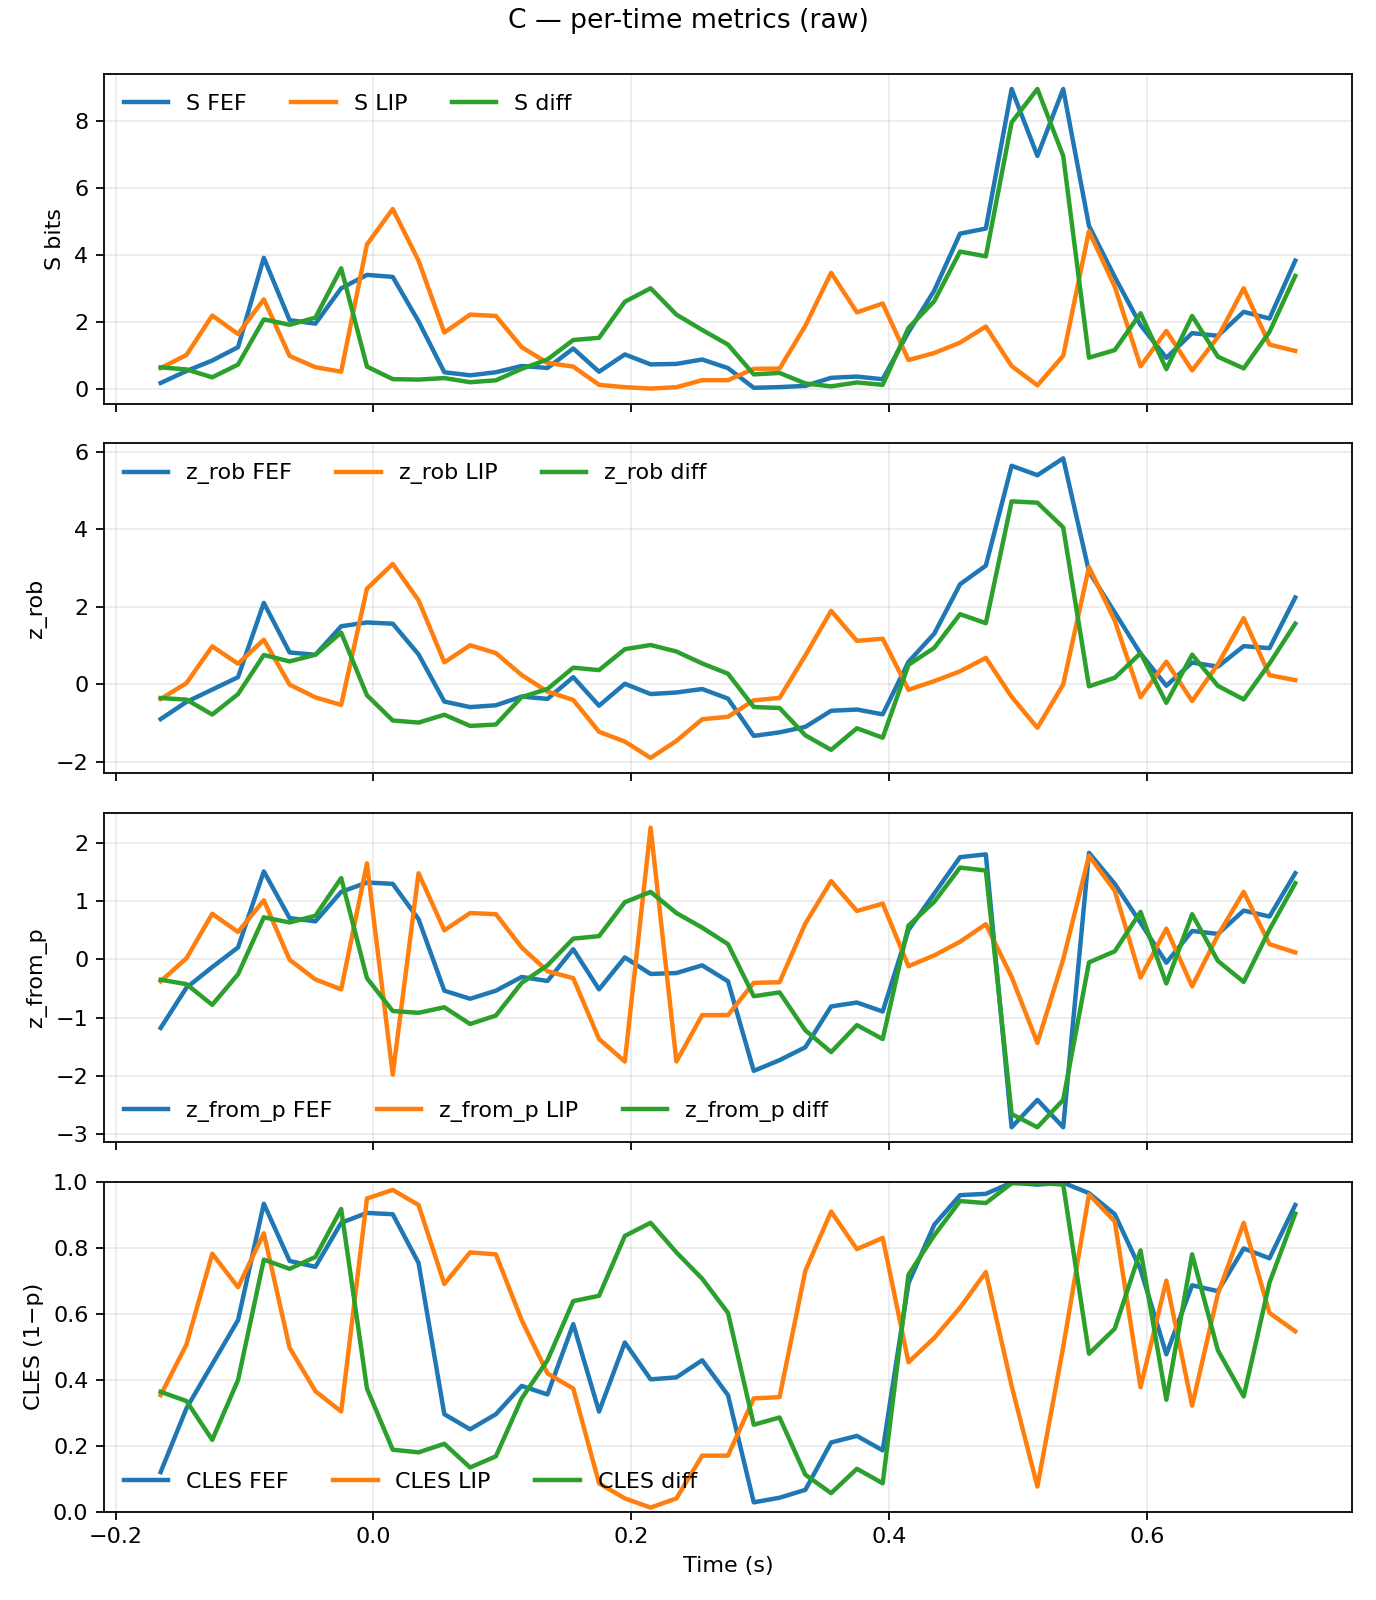 C — per-time metrics (raw)
S FEF S LIP S diff
8
6
4
2
0
S bits
z_rob FEF z_rob LIP z_rob diff
6
4
2
0
−2
z_rob
2
1
0
−1
−2
−3
z_from_p
z_from_p FEF z_from_p LIP z_from_p diff
1.0
0.8
0.6
0.4
0.2
0.0
CLES (1−p)
CLES FEF CLES LIP CLES diff
−0.2 0.0 0.2 0.4 0.6
Time (s)